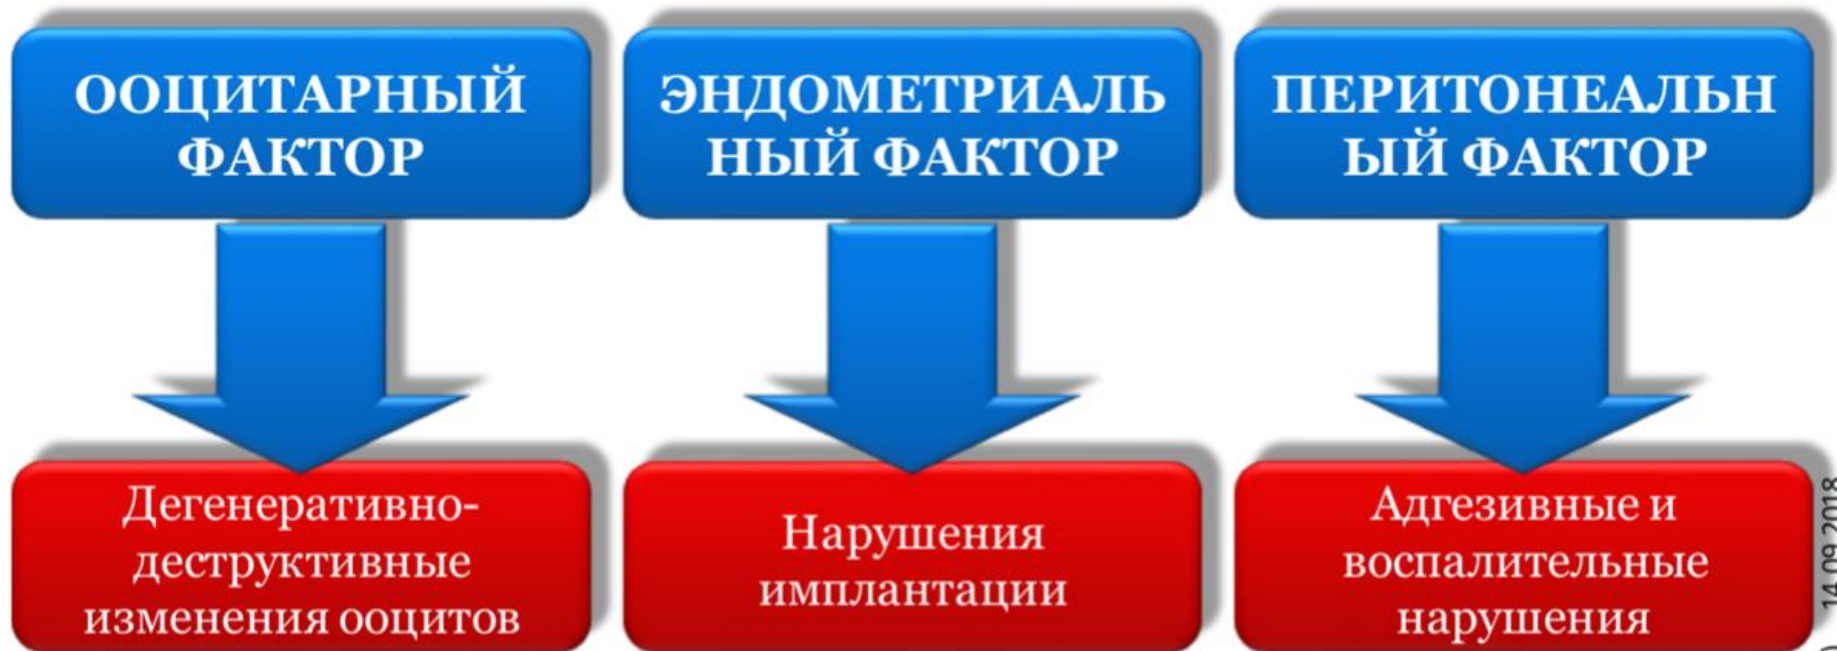 ООЦИТАРНЫЙ
ФАКТОР
ЭНДОМЕТРИАЛЬ
НЫЙ ФАКТОР
ПЕРИТОНЕАЛЬН
ЫЙ ФАКТОР
Дегенеративно-
деструктивные
изменения ооцитов
Нарушения
имплантации
Адгезивные и
воспалительные
нарушения
14.09.2018